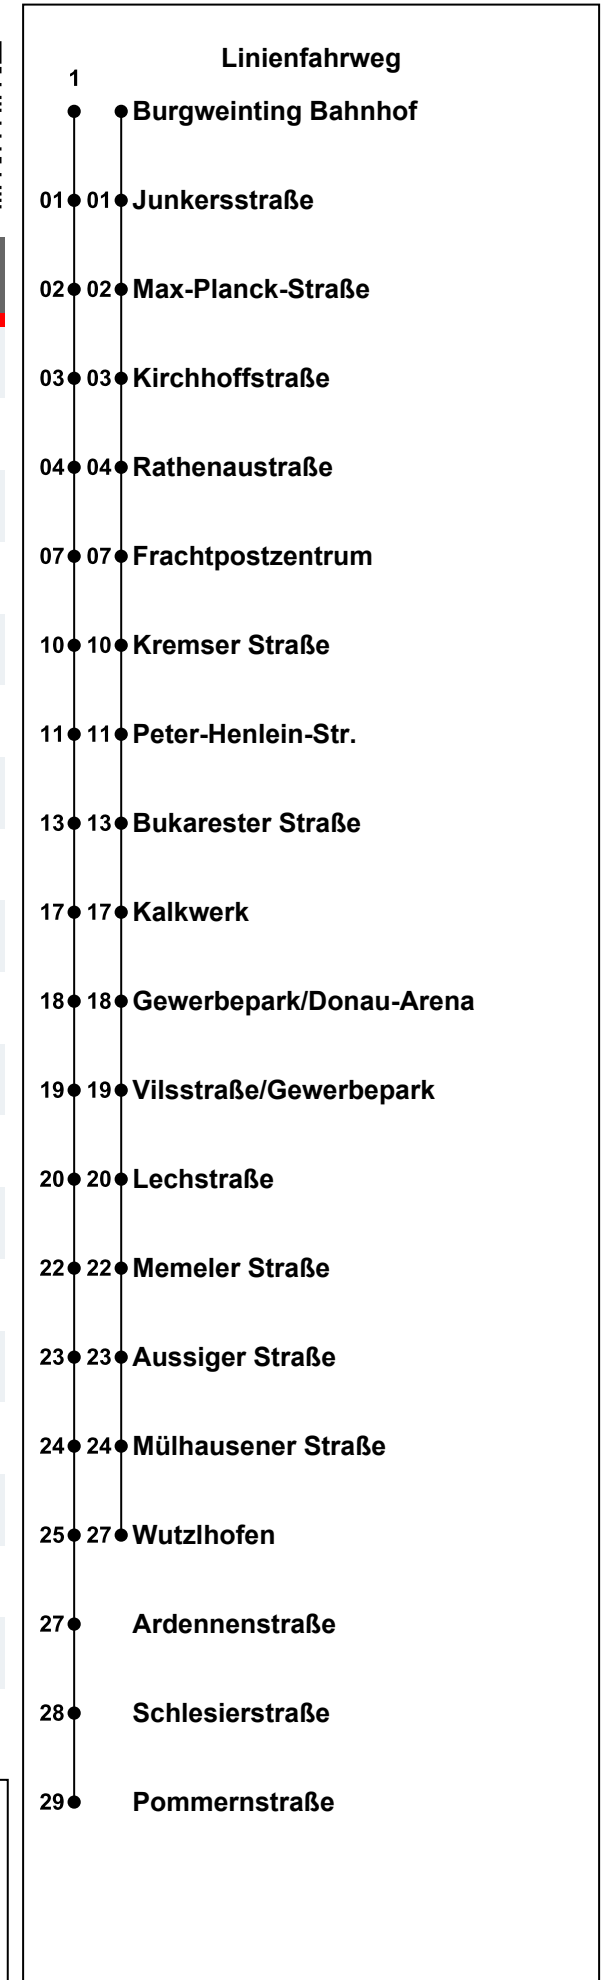 Linienfahrweg
1
Burgweinting Bahnhof
01 01 Junkersstraße
02 02 Max-Planck-Straße
03 03 Kirchhoffstraße
04 04 Rathenaustraße
07 07 Frachtpostzentrum
10 10 Kremser Straße
11 11 Peter-Henlein-Str.
13 13 Bukarester Straße
17 17 Kalkwerk
18 18 Gewerbepark/Donau-Arena
19 19 Vilsstraße/Gewerbepark
20 20 Lechstraße
22 22 Memeler Straße
23 23 Aussiger Straße
24 24 Mülhausener Straße
25 27 Wutzlhofen
27 Ardennenstraße
28 Schlesierstraße
29 Pommernstraße